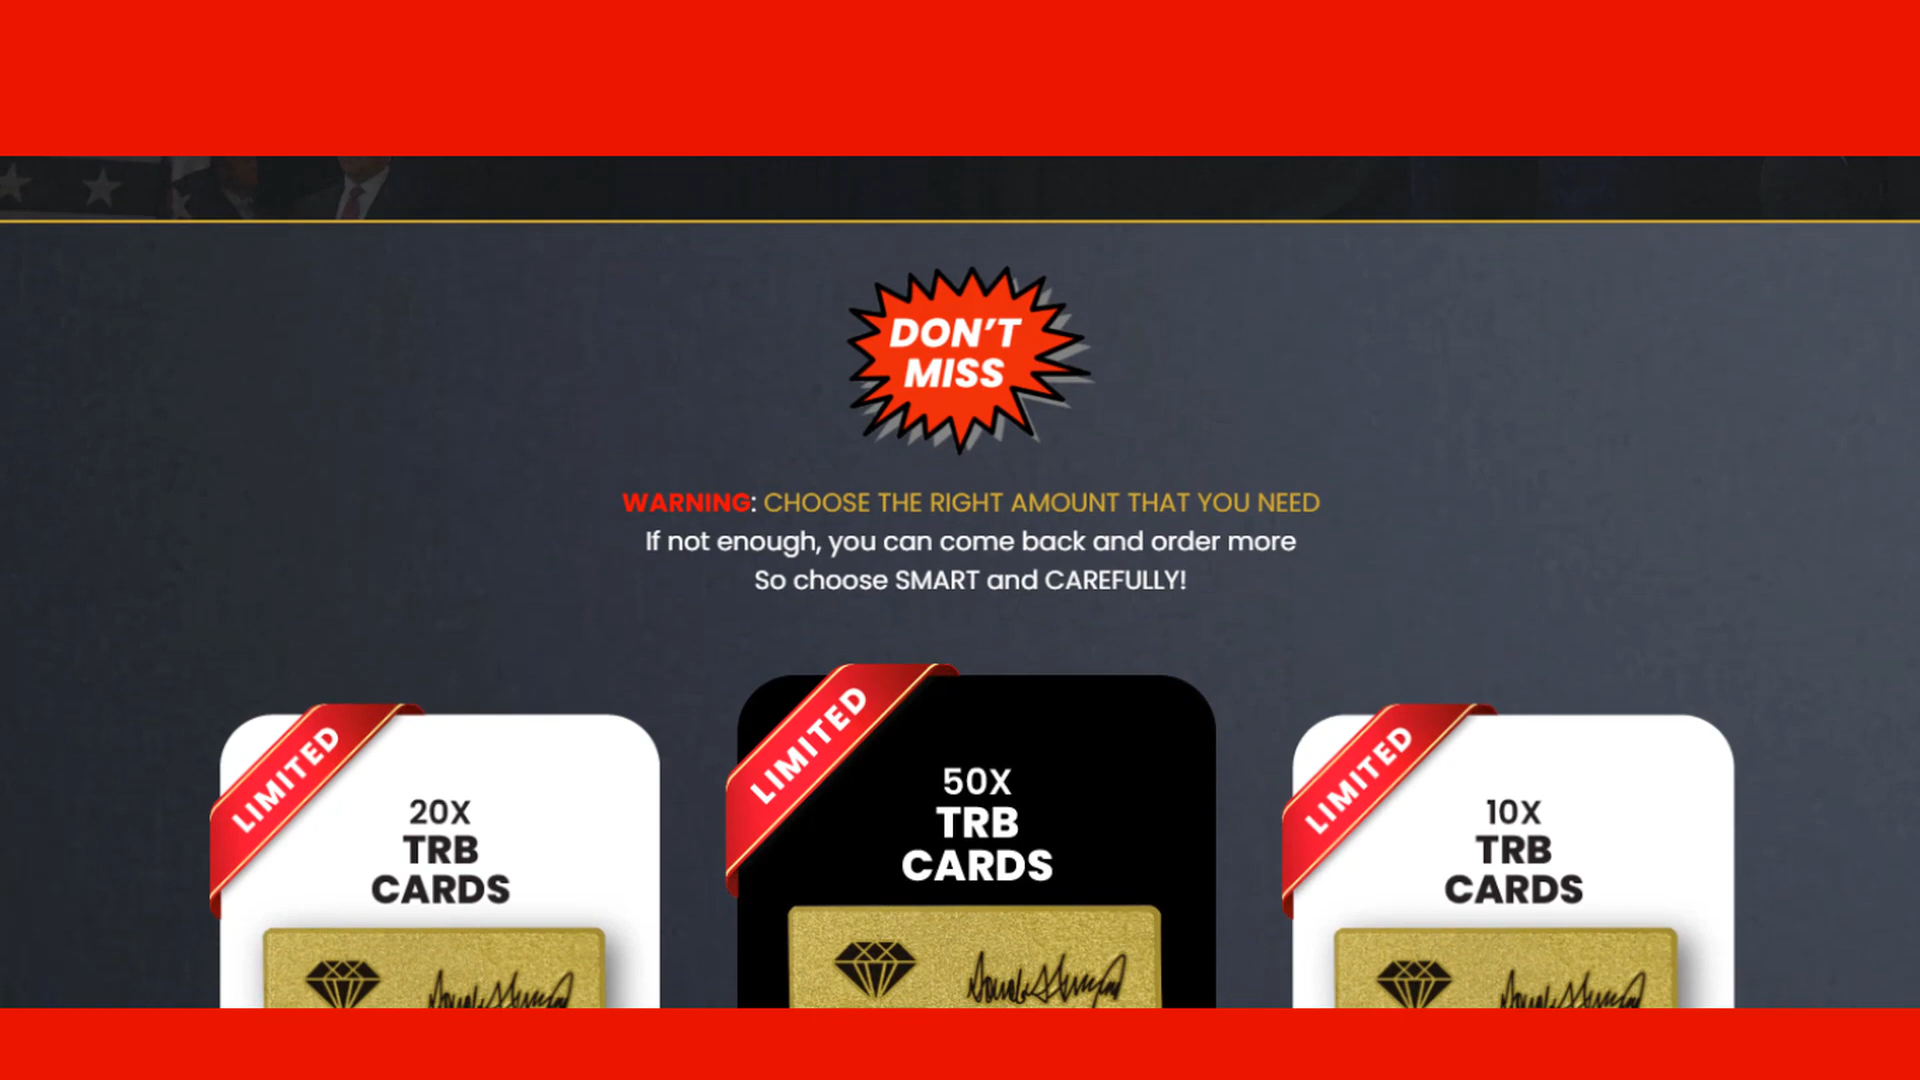 DON'T
MISS
WARNING: CHOOSE THE RIGHT AMOUNT THAT YOU NEED
If not enough, you can come back and order more
So choose SMART and CAREFULLY!
LIMITED
20X
TRB
CARDS
LIMITED
50X
TRB
CARDS
LIMITED
10X
TRB
CARDS